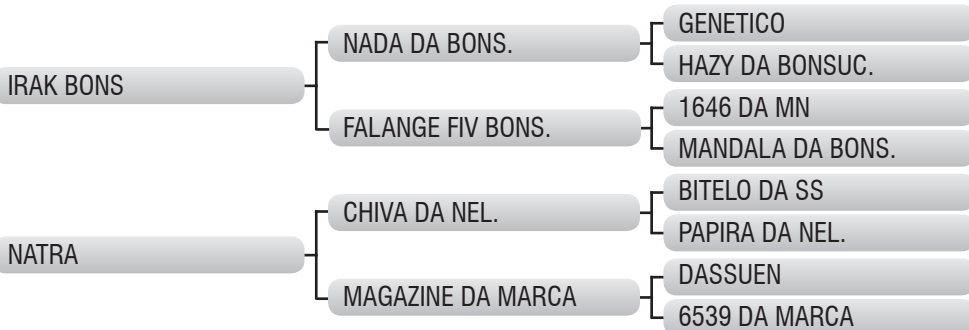 IRAK BONS
NADA DA BONS.
GENETICO
HAZY DA BONSUC.
FALANGE FIV BONS.
1646 DA MN
MANDALA DA BONS.
NATRA
CHIVA DA NEL.
BITELO DA SS
PAPIRA DA NEL.
MAGAZINE DA MARCA
DASSUEN
6539 DA MARCA